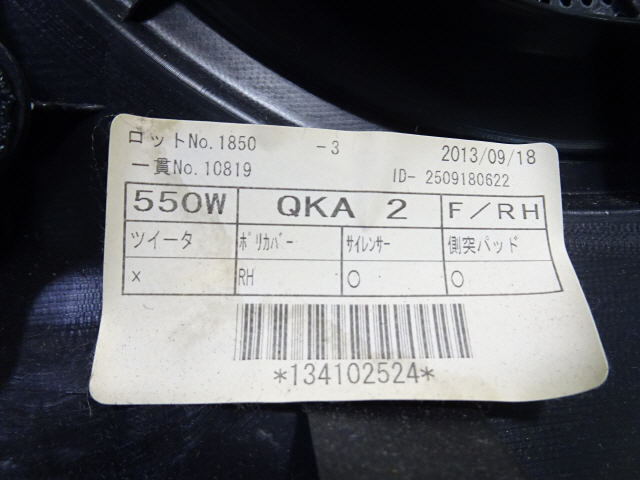 ロットNo.1850 -3 2013/09/18
一貫No.10819 ID- 2509180622
550W QKA 2 F/RH
ツイータ ﾎﾟﾘｶﾊﾞｰ ｻｲﾚﾝｻｰ 側突パッド
× RH ○ ○
*134102524*